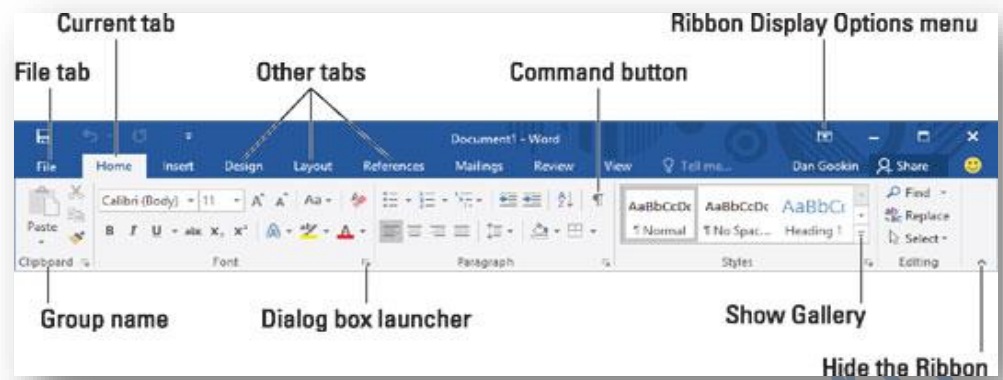 Current tab
Ribbon Display Options menu
File tab
Other tabs
Command button
Document1 - Word
File Home Insert Design Layout References Mailings Review View Tell me... Dan Gookin Share
Calibri (Body) 11 A A Aa
AaBbCcDc AaBbCcDc AaBbCc
Find
Replace
Paste
B I U abc X₂ X² A A
¶ Normal ¶ No Spac... Heading 1
Select
Clipboard Font Paragraph Styles Editing
Group name
Dialog box launcher
Show Gallery
Hide the Ribbon